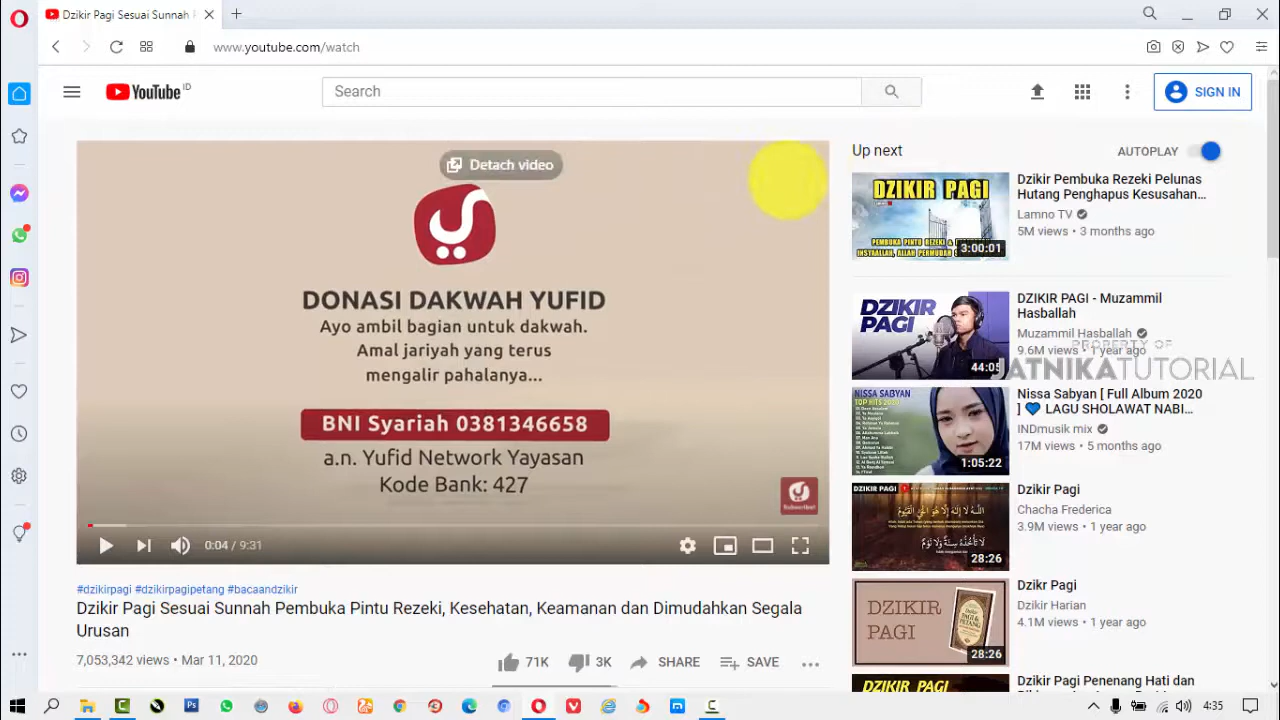 Dzikir Pagi Sesuai Sunnah
www.youtube.com/watch
YouTube ID
Search
SIGN IN
Detach video
DONASI DAKWAH YUFID
Ayo ambil bagian untuk dakwah.
Amal jariyah yang terus
mengalir pahalanya...
BNI Syariah 0381346658
a.n. Yufid Network Yayasan
Kode Bank: 427
0:04 / 9:31
#dzikirpagi #dzikirpagipetang #bacaandzikir
Dzikir Pagi Sesuai Sunnah Pembuka Pintu Rezeki, Kesehatan, Keamanan dan Dimudahkan Segala
Urusan
7,053,342 views • Mar 11, 2020
71K
3K
SHARE
SAVE
Up next
AUTOPLAY
DZIKIR PAGI
3:00:01
Dzikir Pembuka Rezeki Pelunas
Hutang Penghapus Kesusahan...
Lamno TV
5M views • 3 months ago
DZIKIR
PAGI
44:05
DZIKIR PAGI - Muzammil
Hasballah
Muzammil Hasballah
9.6M views • 1 year ago
PROPERTY OF
JATNIKATUTORIAL
NISSA SABYAN
TOP HITS 2020
1:05:22
Nissa Sabyan [ Full Album 2020
] 💙 LAGU SHOLAWAT NABI...
INDmusik mix
17M views • 5 months ago
DZIKIR PAGI
28:26
Dzikir Pagi
Chacha Frederica
3.9M views • 1 year ago
DZIKIR
PAGI
28:26
Dzikr Pagi
Dzikir Harian
4.1M views • 1 year ago
DZIKIR PAGI
Dzikir Pagi Penenang Hati dan
4:35